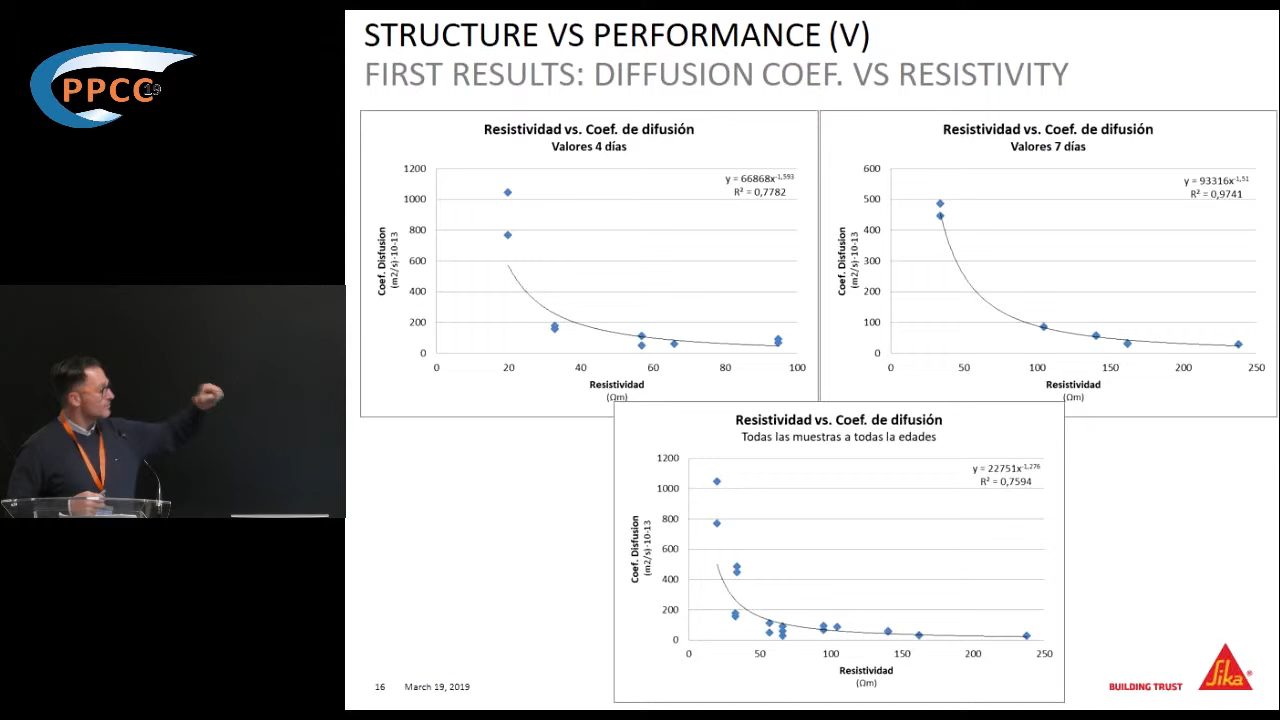 PPCC 19
STRUCTURE VS PERFORMANCE (V)
FIRST RESULTS: DIFFUSION COEF. VS RESISTIVITY
Resistividad vs. Coef. de difusión
Valores 4 días
y = 66868x^-1,593
R² = 0,7782
1200
1000
800
600
400
200
0
Coef. Disfusion
(m2/s)·10-13
0 20 40 60 80 100
Resistividad
(Ωm)
Resistividad vs. Coef. de difusión
Valores 7 días
y = 93316x^-1,51
R² = 0,9741
600
500
400
300
200
100
0
Coef. Disfusion
(m2/s)·10-13
0 50 100 150 200 250
Resistividad
(Ωm)
Resistividad vs. Coef. de difusión
Todas las muestras a todas la edades
y = 22751x^-1,276
R² = 0,7594
1200
1000
800
600
400
200
0
Coef. Disfusion
(m2/s)·10-13
0 50 100 150 200 250
Resistividad
(Ωm)
16 March 19, 2019
BUILDING TRUST
Sika®